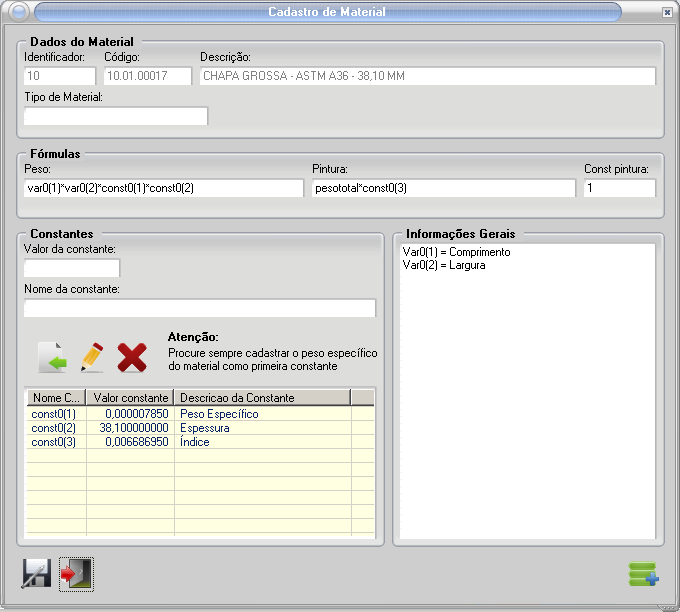 Cadastro de Material
Dados do Material
Identificador: Código: Descrição:
10 10.01.00017 CHAPA GROSSA - ASTM A36 - 38,10 MM
Tipo de Material:
Fórmulas
Peso: Pintura: Const pintura:
var0(1)*var0(2)*const0(1)*const0(2) pesototal*const0(3) 1
Constantes
Valor da constante:
Nome da constante:
Atenção:
Procure sempre cadastrar o peso específico
do material como primeira constante
Nome C... Valor constante Descricao da Constante
const0(1) 0,000007850 Peso Específico
const0(2) 38,100000000 Espessura
const0(3) 0,006686950 Índice
Informações Gerais
Var0(1) = Comprimento
Var0(2) = Largura